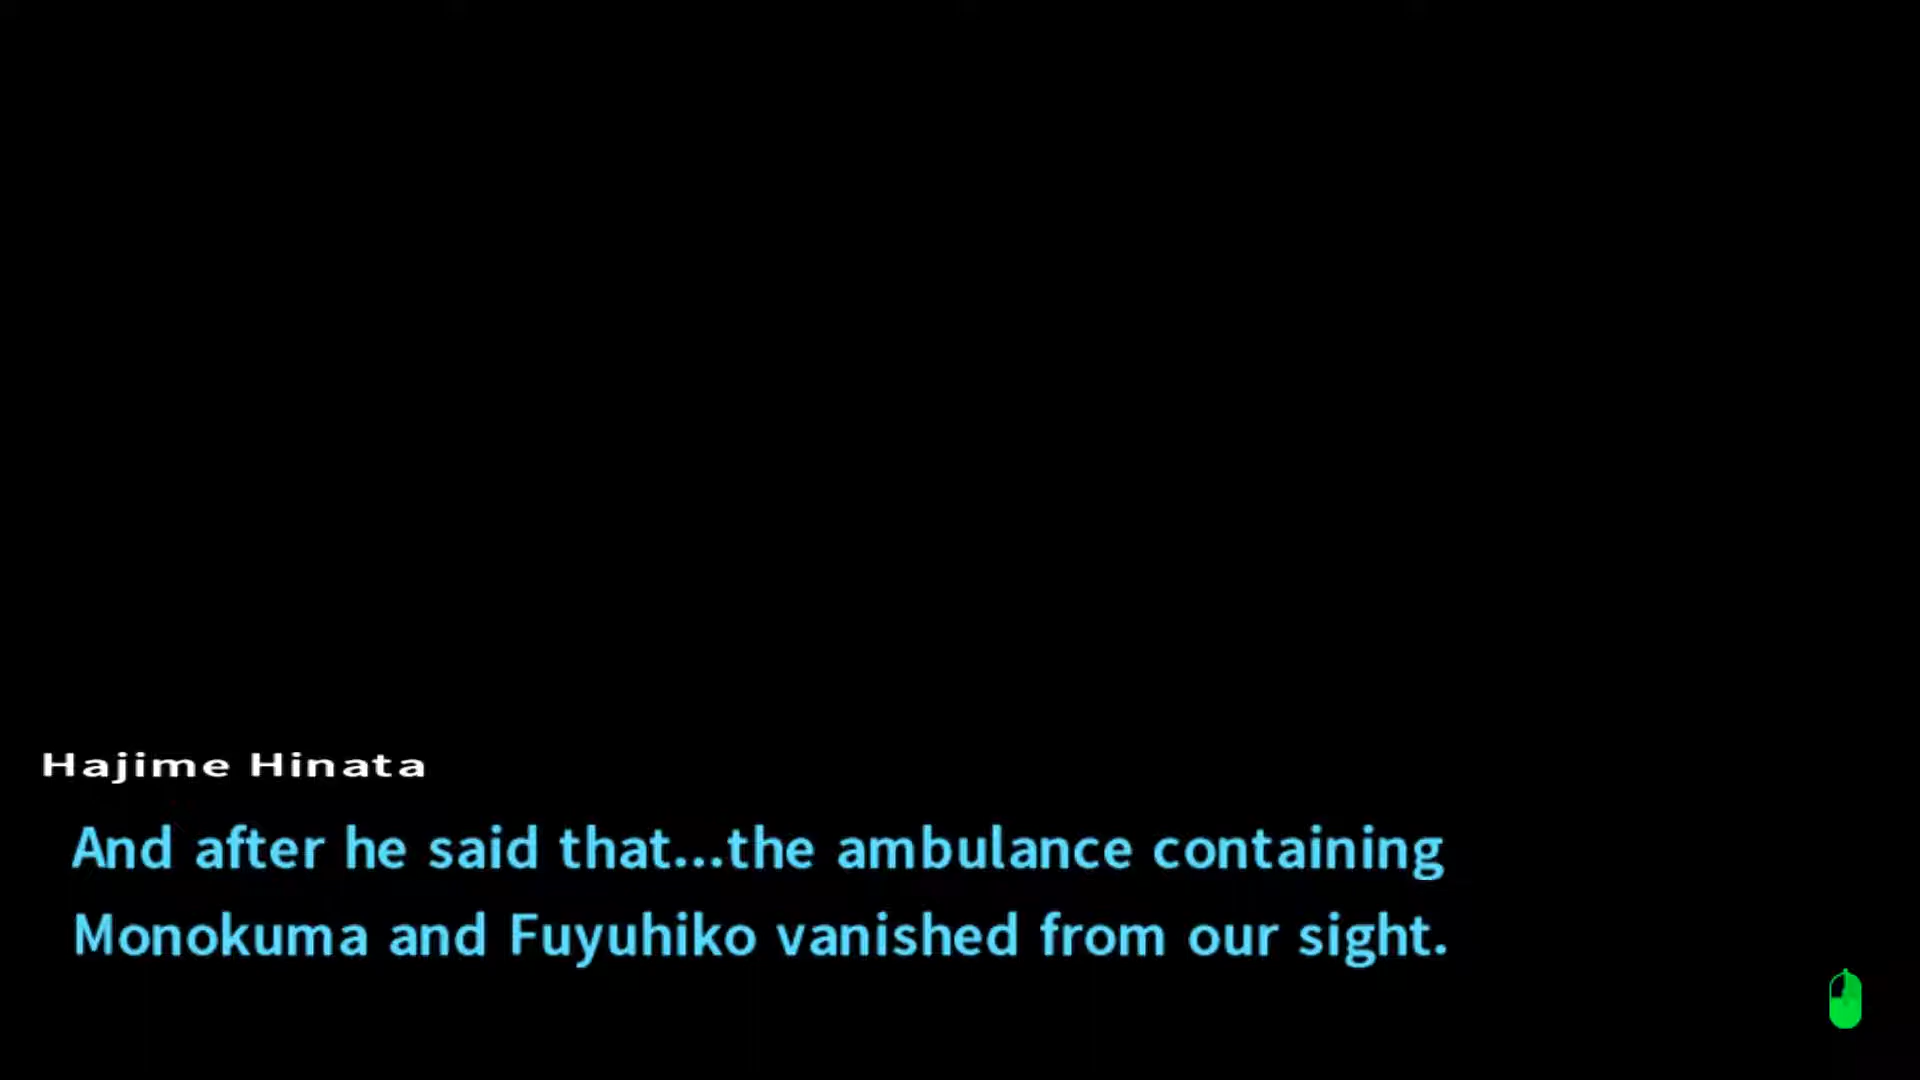 Hajime Hinata
And after he said that...the ambulance containing
Monokuma and Fuyuhiko vanished from our sight.